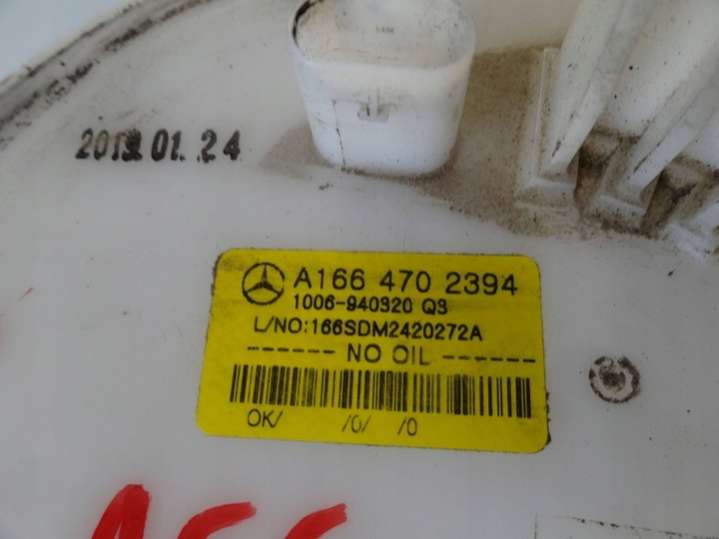 2013.01.24
A166 470 2394
1006-940320 Q3
L/NO:166SDM2420272A
------ NO OIL ------
OK/ /0/ /0